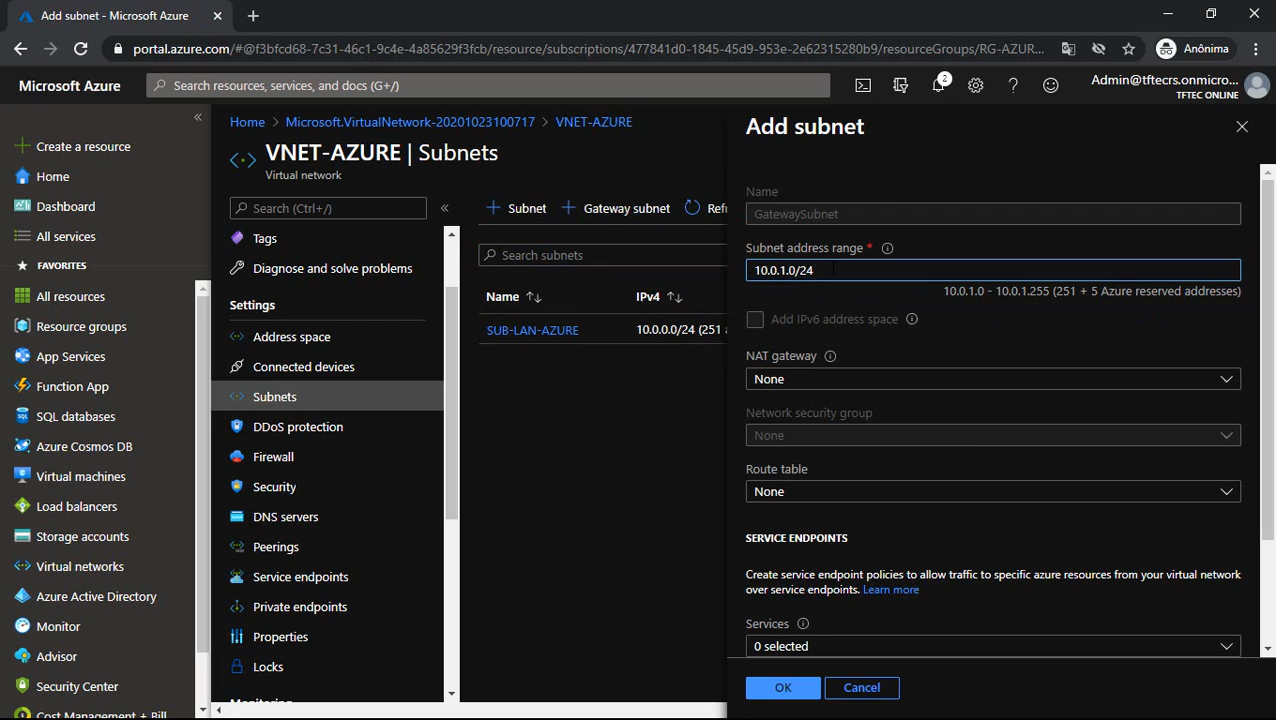 Add subnet - Microsoft Azure
portal.azure.com/#@f3bfcd68-7c31-46c1-9c4e-4a85629f3fcb/resource/subscriptions/477841d0-1845-45d9-953e-2e62315280b9/resourceGroups/RG-AZUR...
Anônima
Microsoft Azure
Search resources, services, and docs (G+/)
2
Admin@tftecrs.onmicro...
TFTEC ONLINE
Create a resource
Home
Dashboard
All services
FAVORITES
All resources
Resource groups
App Services
Function App
SQL databases
Azure Cosmos DB
Virtual machines
Load balancers
Storage accounts
Virtual networks
Azure Active Directory
Monitor
Advisor
Security Center
Cost Management + Bill
Home > Microsoft.VirtualNetwork-20201023100717 > VNET-AZURE
VNET-AZURE | Subnets
Virtual network
Search (Ctrl+/)
Tags
Diagnose and solve problems
Settings
Address space
Connected devices
Subnets
DDoS protection
Firewall
Security
DNS servers
Peerings
Service endpoints
Private endpoints
Properties
Locks
Monitoring
+ Subnet + Gateway subnet Refr
Search subnets
Name IPv4
SUB-LAN-AZURE 10.0.0.0/24 (251 a
Add subnet
Name
GatewaySubnet
Subnet address range *
10.0.1.0/24
10.0.1.0 - 10.0.1.255 (251 + 5 Azure reserved addresses)
Add IPv6 address space
NAT gateway
None
Network security group
None
Route table
None
SERVICE ENDPOINTS
Create service endpoint policies to allow traffic to specific azure resources from your virtual network
over service endpoints. Learn more
Services
0 selected
OK Cancel